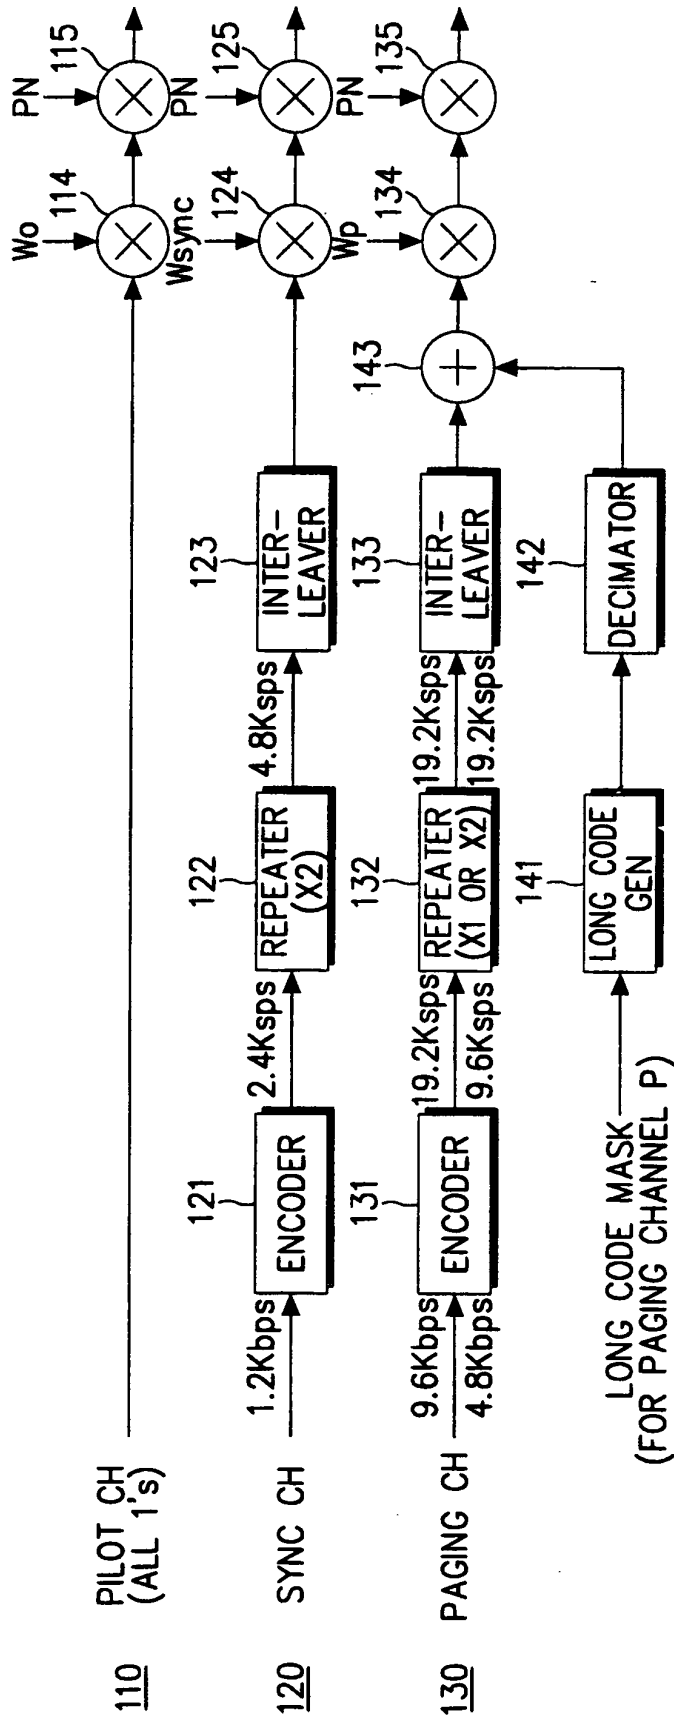 110
PILOT CH
(ALL 1's)
Wo
114
PN
115
120
SYNC CH
1.2Kbps
121
ENCODER
2.4Ksps
122
REPEATER
(X2)
4.8Ksps
123
INTER-
LEAVER
Wsync
124
PN
125
130
PAGING CH
9.6Kbps
4.8Kbps
131
ENCODER
19.2Ksps
9.6Ksps
132
REPEATER
(X1 OR X2)
19.2Ksps
19.2Ksps
133
INTER-
LEAVER
143
+
Wp
134
PN
135
LONG CODE MASK
(FOR PAGING CHANNEL P)
141
LONG CODE
GEN
142
DECIMATOR